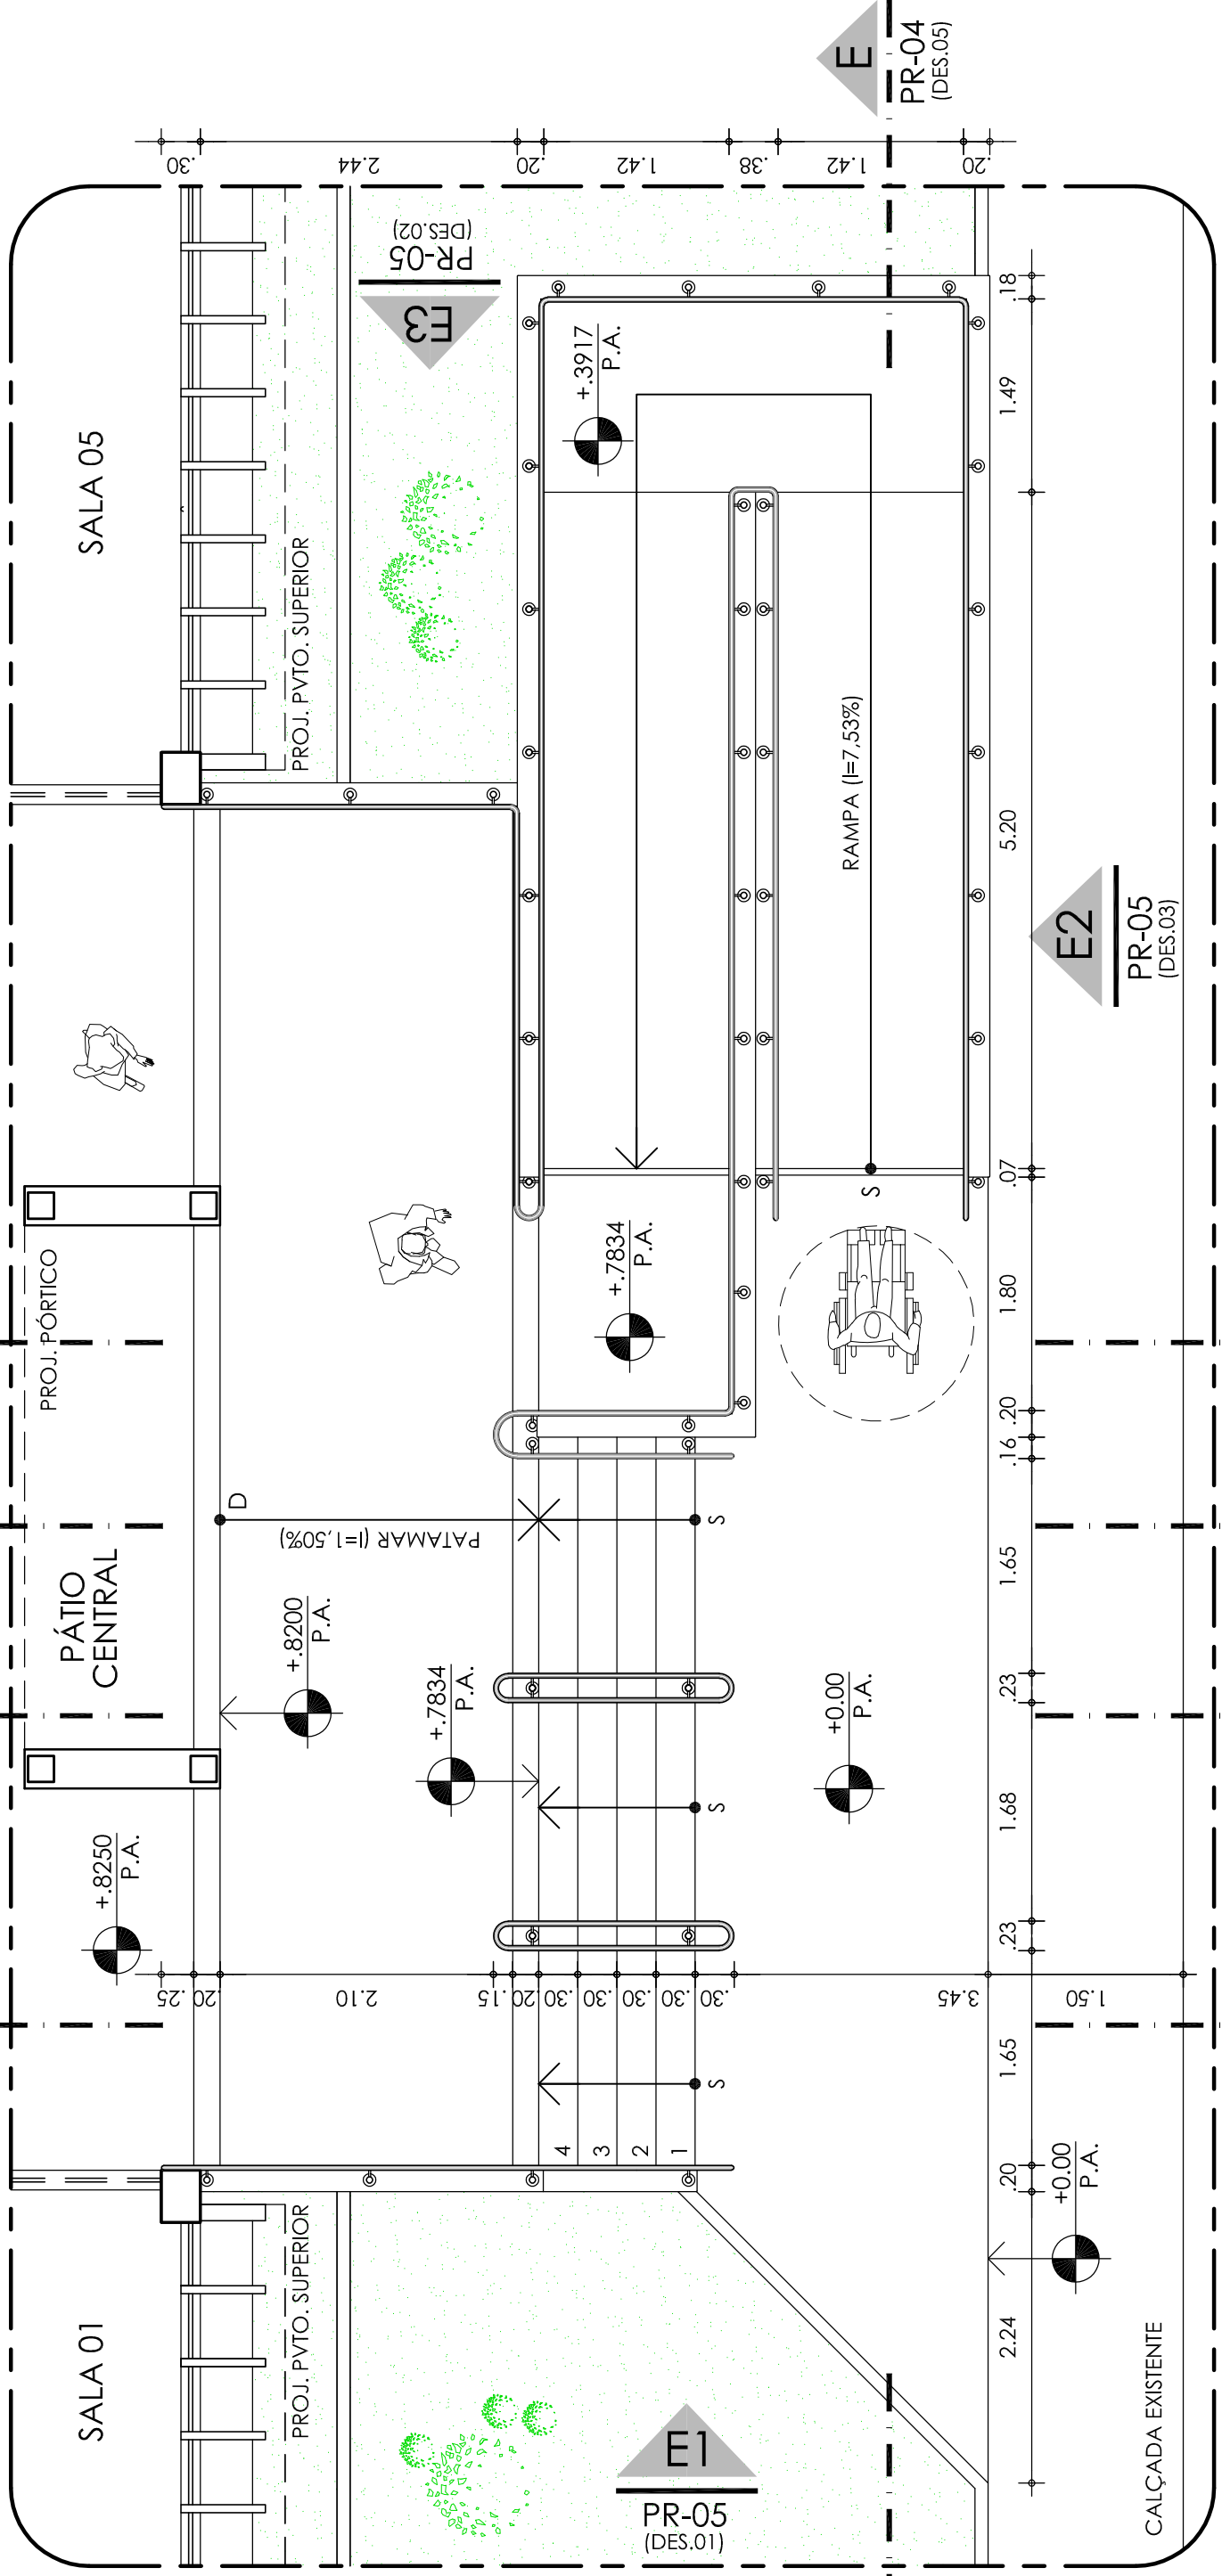 SALA 01
PROJ. PVTO. SUPERIOR
E1
PR-05
(DES.01)
CALÇADA EXISTENTE
2.24
+0.00
P.A.
.20
1.65
.23
1.68
.23
1.65
.16
.20
1.80
.07
5.20
1.49
.18
1
2
3
4
S
S
S
S
.25
.20
2.10
.15
.20
.30
.30
.30
.30
.30
3.45
1.50
+.8250
P.A.
PÁTIO
CENTRAL
PROJ. PÓRTICO
+.8200
P.A.
+.7834
P.A.
+0.00
P.A.
D
PATAMAR (I=1,50%)
+.7834
P.A.
RAMPA (I=7,53%)
E2
PR-05
(DES.03)
+.3917
P.A.
PROJ. PVTO. SUPERIOR
SALA 05
E3
PR-05
(DES.02)
.30
2.44
.20
1.42
.38
1.42
.20
E
PR-04
(DES.05)